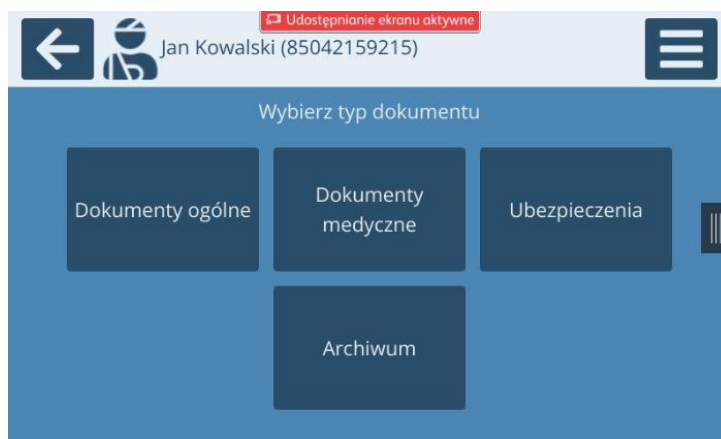 Udostępnianie ekranu aktywne
Jan Kowalski (85042159215)
Wybierz typ dokumentu
Dokumenty ogólne
Dokumenty
medyczne
Ubezpieczenia
Archiwum